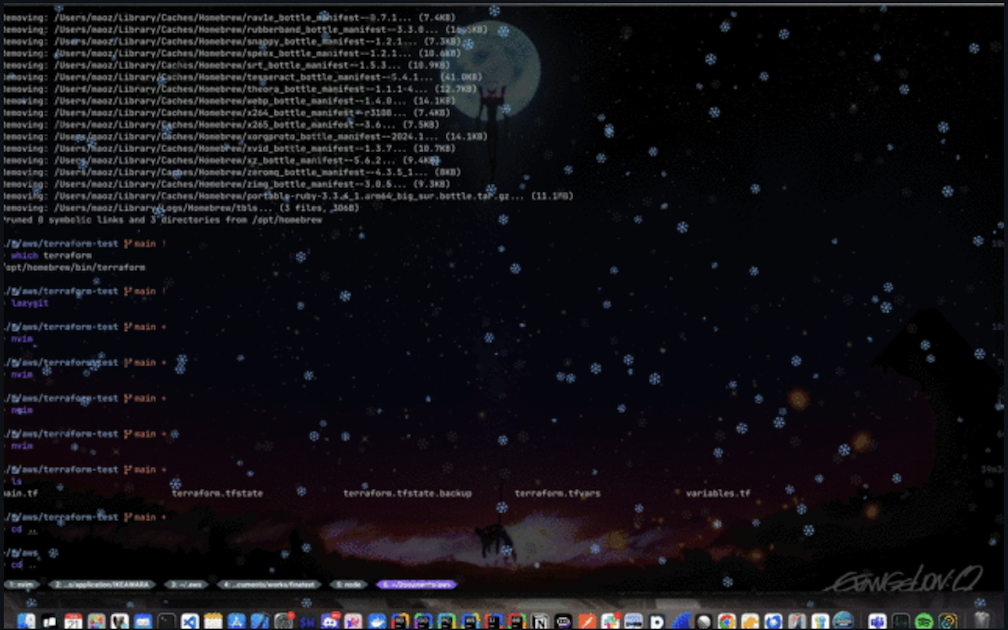 Removing: /Users/maoz/Library/Caches/Homebrew/rav1e_bottle_manifest--0.7.1... (7.4KB)
Removing: /Users/maoz/Library/Caches/Homebrew/rubberband_bottle_manifest--3.3.0...
Removing: /Users/maoz/Library/Caches/Homebrew/snappy_bottle_manifest--1.2.1... (7.3KB)
Removing: /Users/maoz/Library/Caches/Homebrew/speex_bottle_manifest--1.2.1... (10.6KB)
Removing: /Users/maoz/Library/Caches/Homebrew/srt_bottle_manifest--1.5.3... (10.9KB)
Removing: /Users/maoz/Library/Caches/Homebrew/tesseract_bottle_manifest--5.4.1... (41.0KB)
Removing: /Users/maoz/Library/Caches/Homebrew/theora_bottle_manifest--1.1.1-4... (12.7KB)
Removing: /Users/maoz/Library/Caches/Homebrew/webp_bottle_manifest--1.4.0... (14.1KB)
Removing: /Users/maoz/Library/Caches/Homebrew/x264_bottle_manifest--r3108... (7.4KB)
Removing: /Users/maoz/Library/Caches/Homebrew/x265_bottle_manifest--3.6... (7.5KB)
Removing: /Users/maoz/Library/Caches/Homebrew/xorgproto_bottle_manifest--2024.1... (14.1KB)
Removing: /Users/maoz/Library/Caches/Homebrew/xvid_bottle_manifest--1.3.7... (10.7KB)
Removing: /Users/maoz/Library/Caches/Homebrew/xz_bottle_manifest--5.6.2... (9.4KB)
Removing: /Users/maoz/Library/Caches/Homebrew/zeromq_bottle_manifest--4.3.5_1... (8KB)
Removing: /Users/maoz/Library/Caches/Homebrew/zimg_bottle_manifest--3.0.5... (9.3KB)
Removing: /Users/maoz/Library/Caches/Homebrew/portable-ruby-3.3.4_1.arm64_big_sur.bottle.tar.gz... (11.1MB)
Removing: /Users/maoz/Library/Logs/Homebrew/tbls... (3 files, 306B)
Pruned 0 symbolic links and 3 directories from /opt/homebrew
/aws/terraform-test main !
which terraform
/opt/homebrew/bin/terraform
/aws/terraform-test main !
lazygit
/aws/terraform-test main +
nvim
/aws/terraform-test main +
nvim
/aws/terraform-test main +
nvim
/aws/terraform-test main +
nvim
/aws/terraform-test main +
ls
main.tf terraform.tfstate terraform.tfstate.backup terraform.tfvars variables.tf
/aws/terraform-test main +
cd ..
/aws
cd ..
1: nvim 2: ..s/application/IKEAWARA 3: ~/.aws 4: ..cuments/works/finatext 5: node 6: ~/Documents/aws
EVANGELION:Q